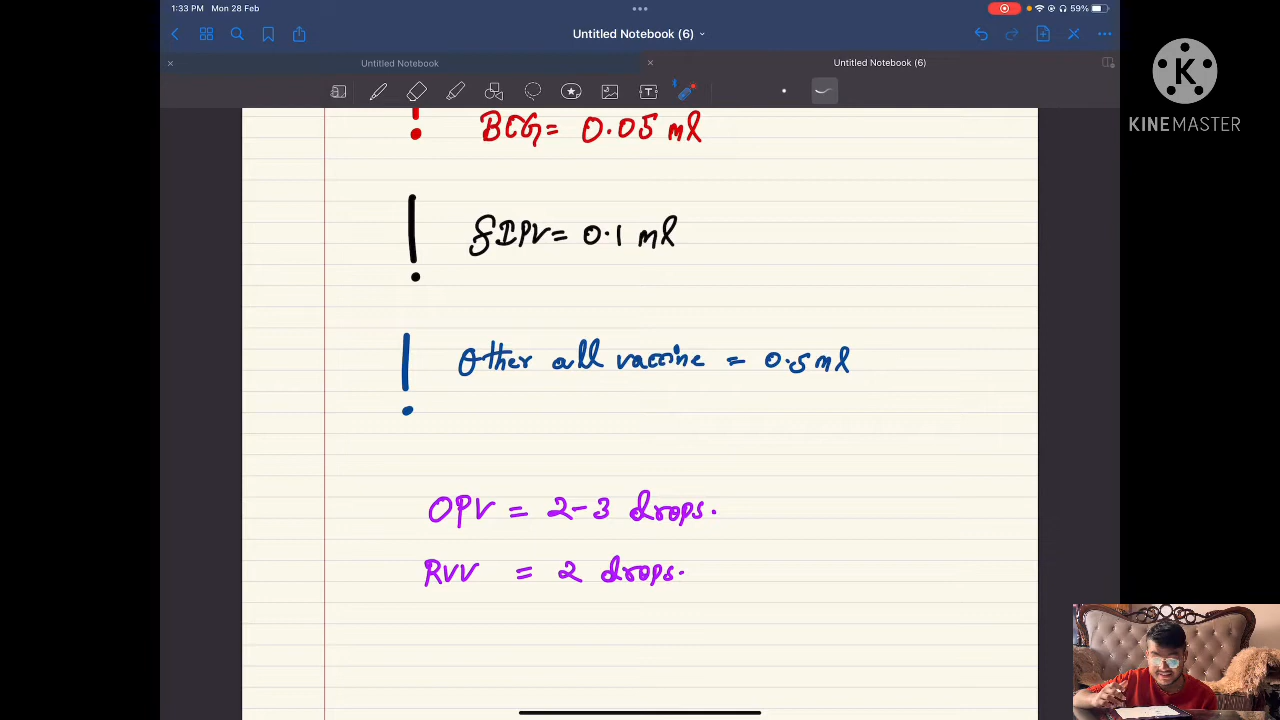 1:33 PM Mon 28 Feb
59%
Untitled Notebook (6)
Untitled Notebook
Untitled Notebook (6)
K
KINEMASTER
! BCG = 0.05 ml
! fIPV = 0.1 ml
! Other all vaccine = 0.5 ml
OPV = 2-3 drops.
RVV = 2 drops.